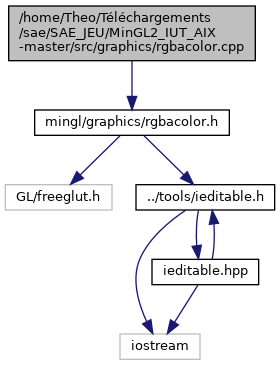 /home/Theo/Téléchargements
/sae/SAE_JEU/MinGL2_IUT_AIX
-master/src/graphics/rgbacolor.cpp
mingl/graphics/rgbacolor.h
GL/freeglut.h
../tools/ieditable.h
ieditable.hpp
iostream